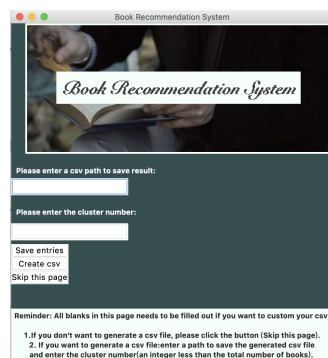 Book Recommendation System
Book Recommendation System
Please enter a csv path to save result:
Please enter the cluster number:
Save entries
Create csv
Skip this page
Reminder: All blanks in this page needs to be filled out if you want to custom your csv
1.If you don't want to generate a csv file, please click the button (Skip this page).
2. If you want to generate a csv file:enter a path to save the generated csv file
and enter the cluster number(an integer less than the total number of books).